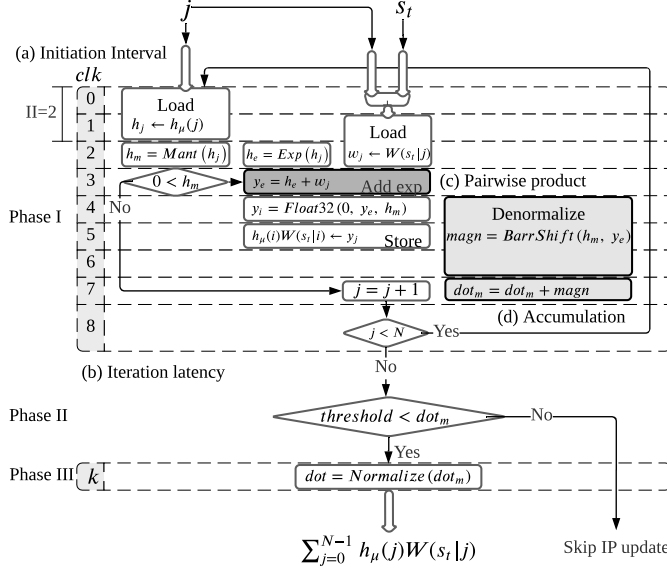 j s_t
(a) Initiation Interval
clk
0
Load
h_j ← h_μ(j)
II=2
1
Load
w_j ← W(s_t|j)
2
h_m = Mant(h_j)
h_e = Exp(h_j)
3
0 < h_m
y_e = h_e + w_j
Add exp
(c) Pairwise product
No
Phase I
4
y_i = Float32(0, y_e, h_m)
Denormalize
magn = BarrShift(h_m, y_e)
5
h_μ(i)W(s_t|i) ← y_j
Store
6
7
j = j + 1
dot_m = dot_m + magn
(d) Accumulation
8
j < N
Yes
(b) Iteration latency
No
Phase II
threshold < dot_m
No
Yes
Phase III
k
dot = Normalize(dot_m)
∑_{j=0}^{N−1} h_μ(j)W(s_t|j)
Skip IP update